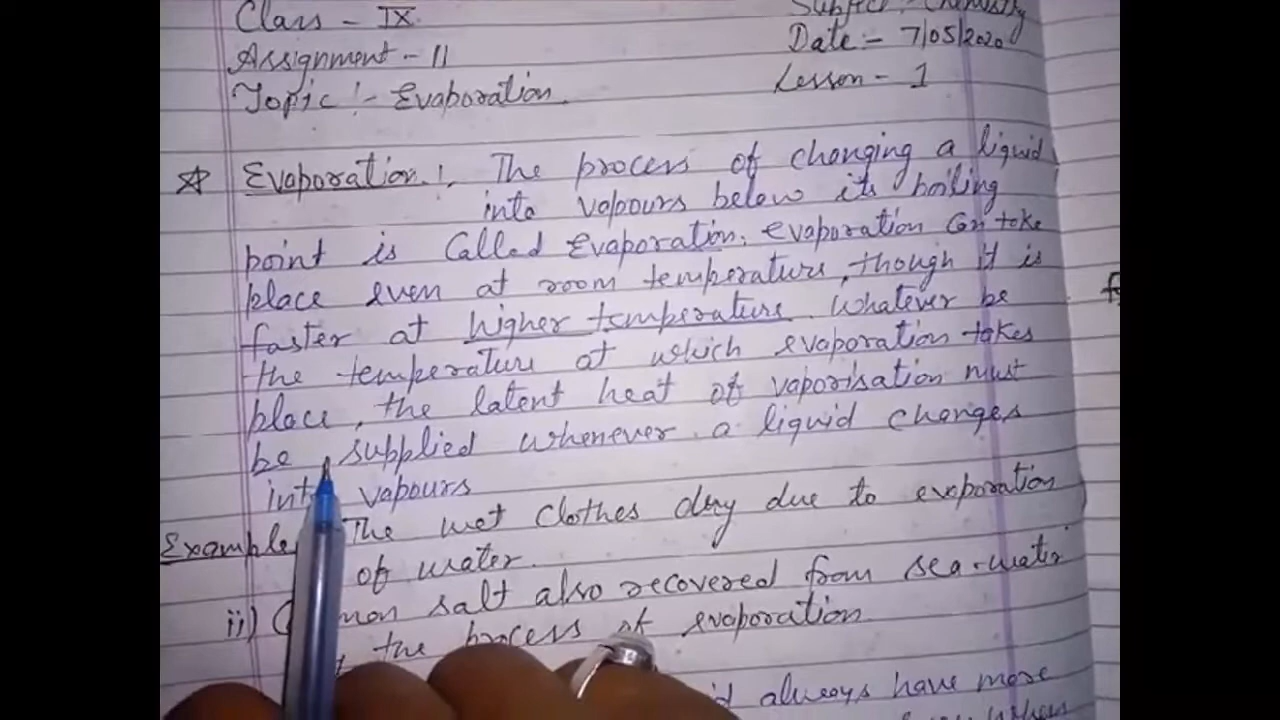 Class - IX
Subject :- Chemistry
Assignment - 11
Date :- 7/05/2020
Topic :- Evaporation
Lesson - 1
☆ Evaporation :- The process of changing a liquid
into vapours below its boiling
point is called Evaporation. evaporation can take
place even at room temperature, though it is
faster at higher temperature. Whatever be
the temperature at which evaporation takes
place, the latent heat of vaporisation must
be supplied whenever a liquid changes
into vapours
Example The wet clothes dry due to evaporation
of water.
ii) Common salt also recovered from sea-water
the process of evaporation
always have more